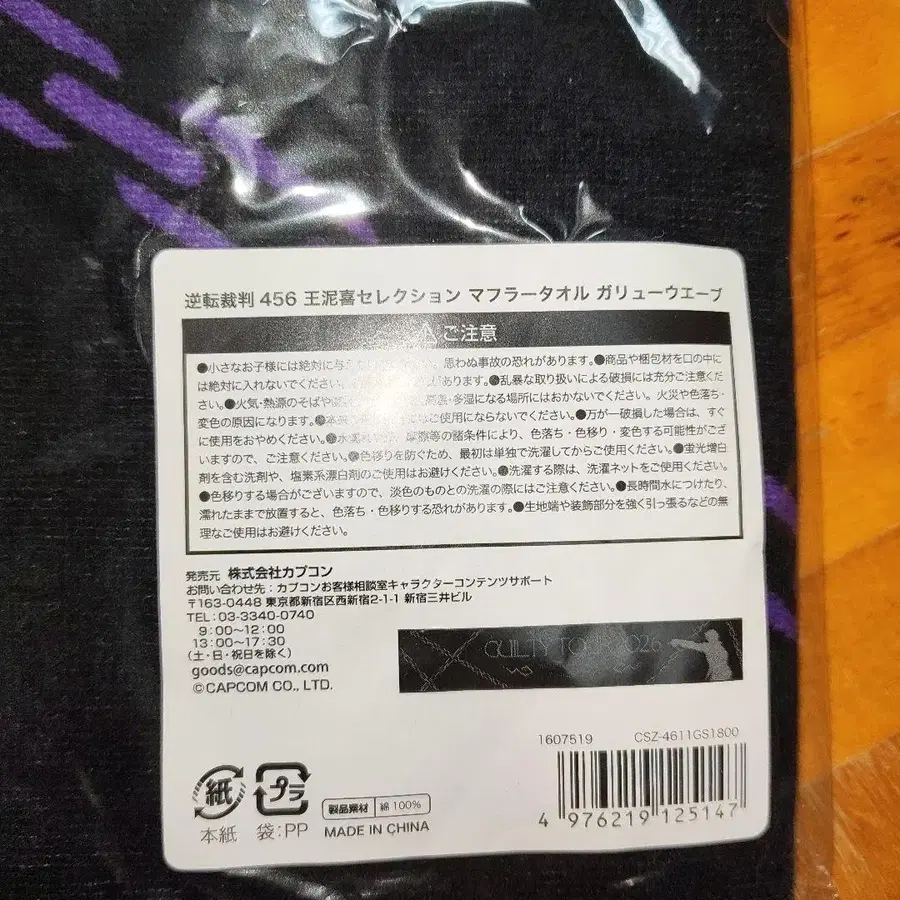 逆転裁判 456 王泥喜セレクション マフラータオル ガリューウエーブ
⚠ ご注意
●小さなお子様には絶対に与 思わぬ事故の恐れがあります。●商品や梱包材を口の中に
は絶対に入れないでください。 があります。●乱暴な取り扱いによる破損には充分ご注意くだ
さい。●火気・熱源のそばや 高温・多湿になる場所にはおかないでください。火災や色落ち・
変色の原因になります。●本 ご使用にならないでください。●万が一破損した場合は、すぐ
に使用をおやめください。●水濡れや汗、摩擦等の諸条件により、色落ち・色移り・変色する可能性がござ
いますので、ご注意ください。●色移りを防ぐため、最初は単独で洗濯してからご使用ください。●蛍光増白
剤を含む洗剤や、塩素系漂白剤のご使用はお避けください。●洗濯する際は、洗濯ネットをご使用ください。
●色移りする場合がございますので、淡色のものとの洗濯の際にはご注意ください。●長時間水につけたり、
濡れたままで放置すると、色落ち・色移りする恐れがあります。●生地端や装飾部分を強く引っ張るなどの無
理なご使用はお避けください。
発売元 株式会社カプコン
お問い合わせ先：カプコンお客様相談室キャラクターコンテンツサポート
〒163-0448 東京都新宿区西新宿2-1-1 新宿三井ビル
TEL：03-3340-0740
9：00〜12：00
13：00〜17：30
（土・日・祝日を除く）
goods@capcom.com
©CAPCOM CO., LTD.
GUILTY TO 2026
1607519 CSZ-4611GS1800
紙 プラ
本紙 袋：PP
製品素材 綿 100%
MADE IN CHINA
4 976219 125147